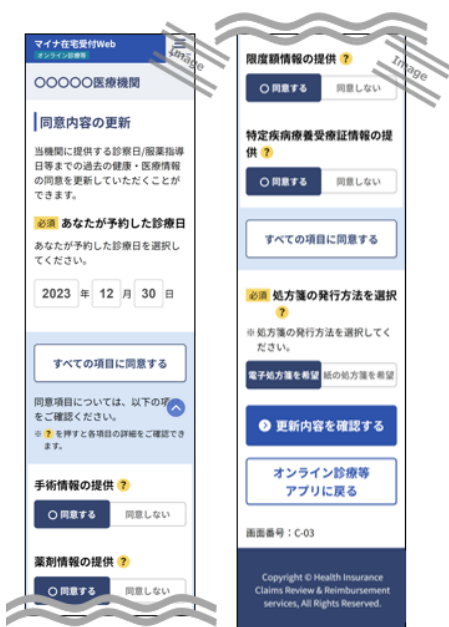 マイナ在宅受付Web
オンライン診療等
Image
○○○○○医療機関
同意内容の更新
当機関に提供する診察日/服薬指導
日等までの過去の健康・医療情報
の同意を更新していただくことが
できます。
必須 あなたが予約した診療日
あなたが予約した診療日を選択し
てください。
2023 年 12 月 30 日
すべての項目に同意する
同意項目については、以下の項
をご確認ください。
※ ? を押すと各項目の詳細をご確認でき
ます。
手術情報の提供 ?
同意する 同意しない
薬剤情報の提供 ?
同意する 同意しない
Image
限度額情報の提供 ?
同意する 同意しない
特定疾病療養受療証情報の提
供 ?
同意する 同意しない
すべての項目に同意する
必須 処方箋の発行方法を選択
?
※処方箋の発行方法を選択してく
ださい。
電子処方箋を希望 紙の処方箋を希望
更新内容を確認する
オンライン診療等
アプリに戻る
画面番号:C-03
Copyright © Health Insurance
Claims Review & Reimbursement
services, All Rights Reserved.